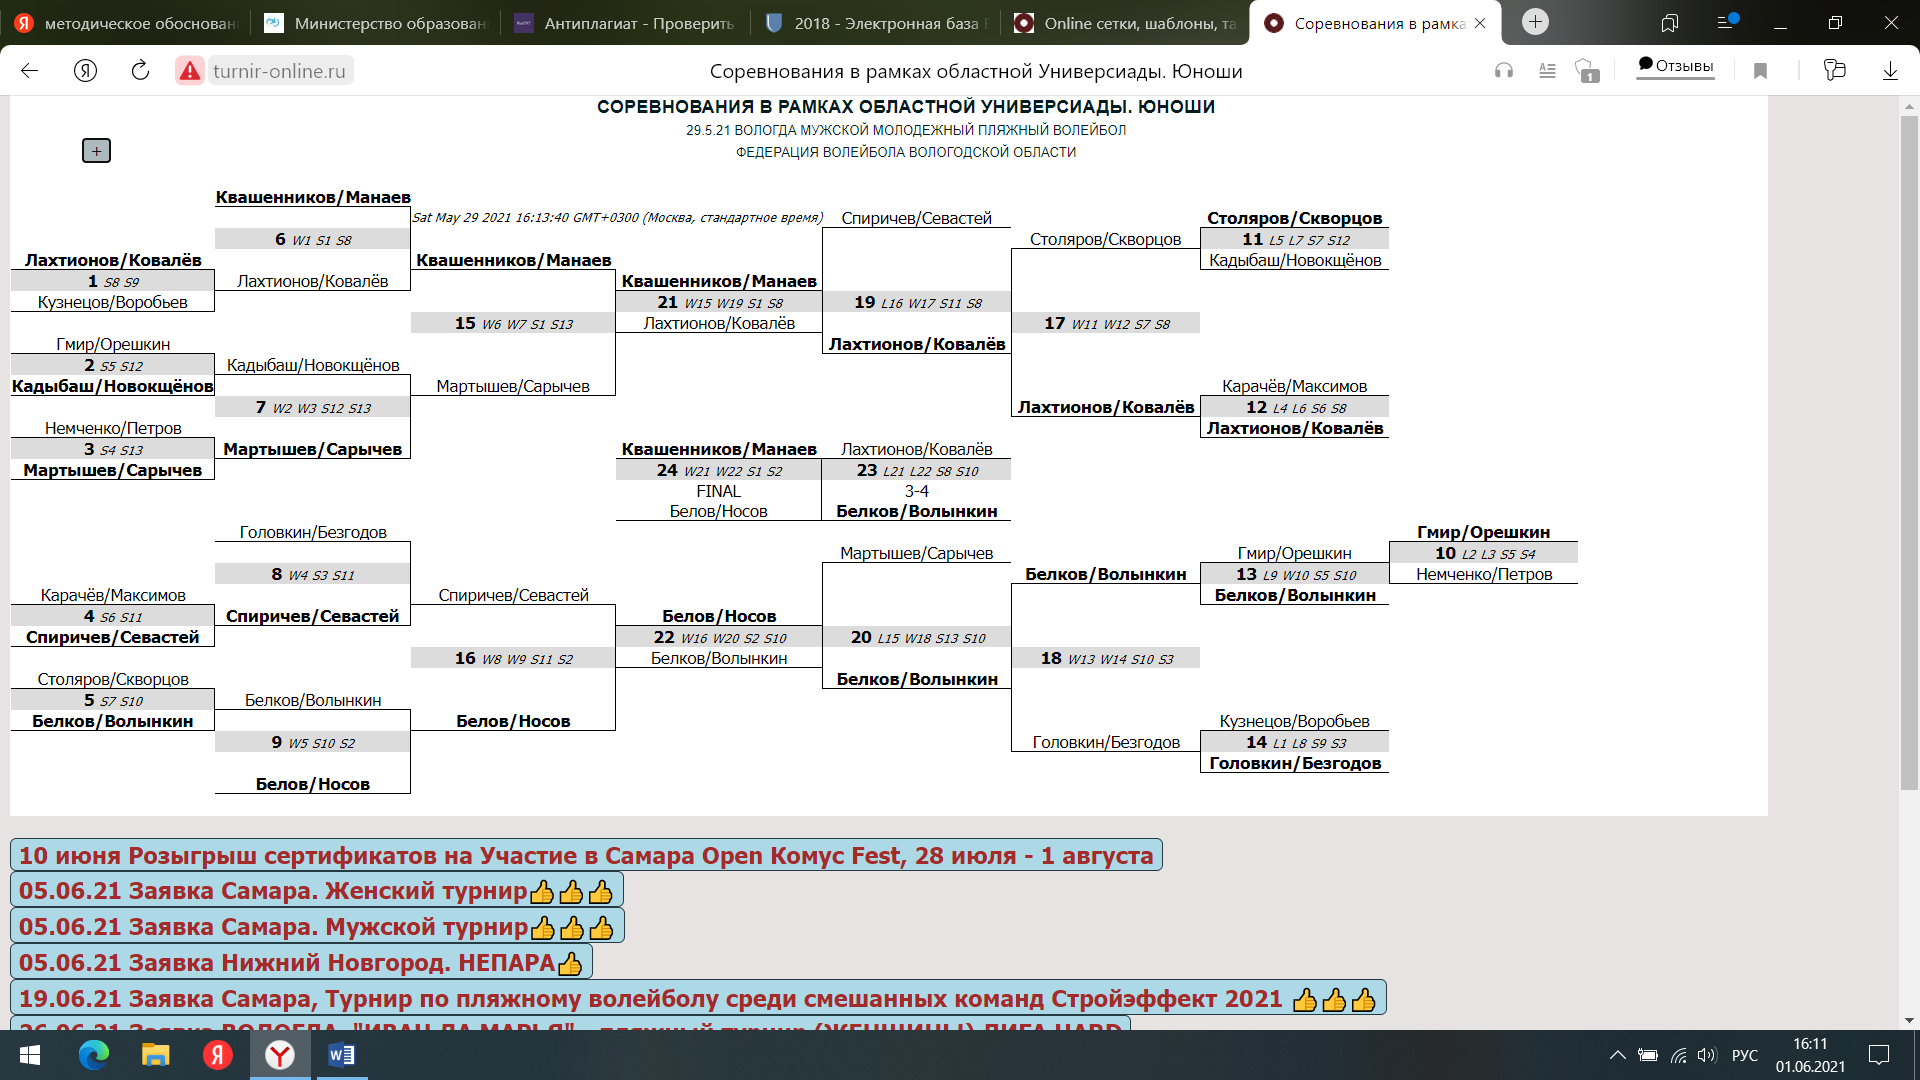 методическое обоснован
Министерство образован
Антиплагиат - Проверить
2018 - Электронная база
Online сетки, шаблоны, та
Соревнования в рамка
turnir-online.ru
Соревнования в рамках областной Универсиады. Юноши
1
Отзывы
СОРЕВНОВАНИЯ В РАМКАХ ОБЛАСТНОЙ УНИВЕРСИАДЫ. ЮНОШИ
29.5.21 ВОЛОГДА МУЖСКОЙ МОЛОДЕЖНЫЙ ПЛЯЖНЫЙ ВОЛЕЙБОЛ
ФЕДЕРАЦИЯ ВОЛЕЙБОЛА ВОЛОГОДСКОЙ ОБЛАСТИ
+
Лахтионов/Ковалёв
1 S8 S9
Кузнецов/Воробьев
Гмир/Орешкин
2 S5 S12
Кадыбаш/Новокщёнов
Немченко/Петров
3 S4 S13
Мартышев/Сарычев
Карачёв/Максимов
4 S6 S11
Спиричев/Севастей
Столяров/Скворцов
5 S7 S10
Белков/Волынкин
Квашенников/Манаев
6 W1 S1 S8
Лахтионов/Ковалёв
Кадыбаш/Новокщёнов
7 W2 W3 S12 S13
Мартышев/Сарычев
Головкин/Безгодов
8 W4 S3 S11
Спиричев/Севастей
Белков/Волынкин
9 W5 S10 S2
Белов/Носов
Sat May 29 2021 16:13:40 GMT+0300 (Москва, стандартное время)
Квашенников/Манаев
15 W6 W7 S1 S13
Мартышев/Сарычев
Спиричев/Севастей
16 W8 W9 S11 S2
Белов/Носов
Квашенников/Манаев
21 W15 W19 S1 S8
Лахтионов/Ковалёв
Квашенников/Манаев
24 W21 W22 S1 S2
FINAL
Белов/Носов
Белов/Носов
22 W16 W20 S2 S10
Белков/Волынкин
Спиричев/Севастей
19 L16 W17 S11 S8
Лахтионов/Ковалёв
Лахтионов/Ковалёв
23 L21 L22 S8 S10
3-4
Белков/Волынкин
Мартышев/Сарычев
20 L15 W18 S13 S10
Белков/Волынкин
Столяров/Скворцов
17 W11 W12 S7 S8
Лахтионов/Ковалёв
Белков/Волынкин
18 W13 W14 S10 S3
Головкин/Безгодов
Столяров/Скворцов
11 L5 L7 S7 S12
Кадыбаш/Новокщёнов
Карачёв/Максимов
12 L4 L6 S6 S8
Лахтионов/Ковалёв
Гмир/Орешкин
13 L9 W10 S5 S10
Белков/Волынкин
Кузнецов/Воробьев
14 L1 L8 S9 S3
Головкин/Безгодов
Гмир/Орешкин
10 L2 L3 S5 S4
Немченко/Петров
10 июня Розыгрыш сертификатов на Участие в Самара Open Комус Fest, 28 июля - 1 августа
05.06.21 Заявка Самара. Женский турнир👍👍👍
05.06.21 Заявка Самара. Мужской турнир👍👍👍
05.06.21 Заявка Нижний Новгород. НЕПАРА👍
19.06.21 Заявка Самара, Турнир по пляжному волейболу среди смешанных команд Стройэффект 2021 👍👍👍
26.06.21 Заявка ВОЛОГДА. "ИВАН ДА МАРЬЯ" - пляжный турнир (ЖЕНЩИНЫ) ЛИГА HARD
РУС
16:11
01.06.2021